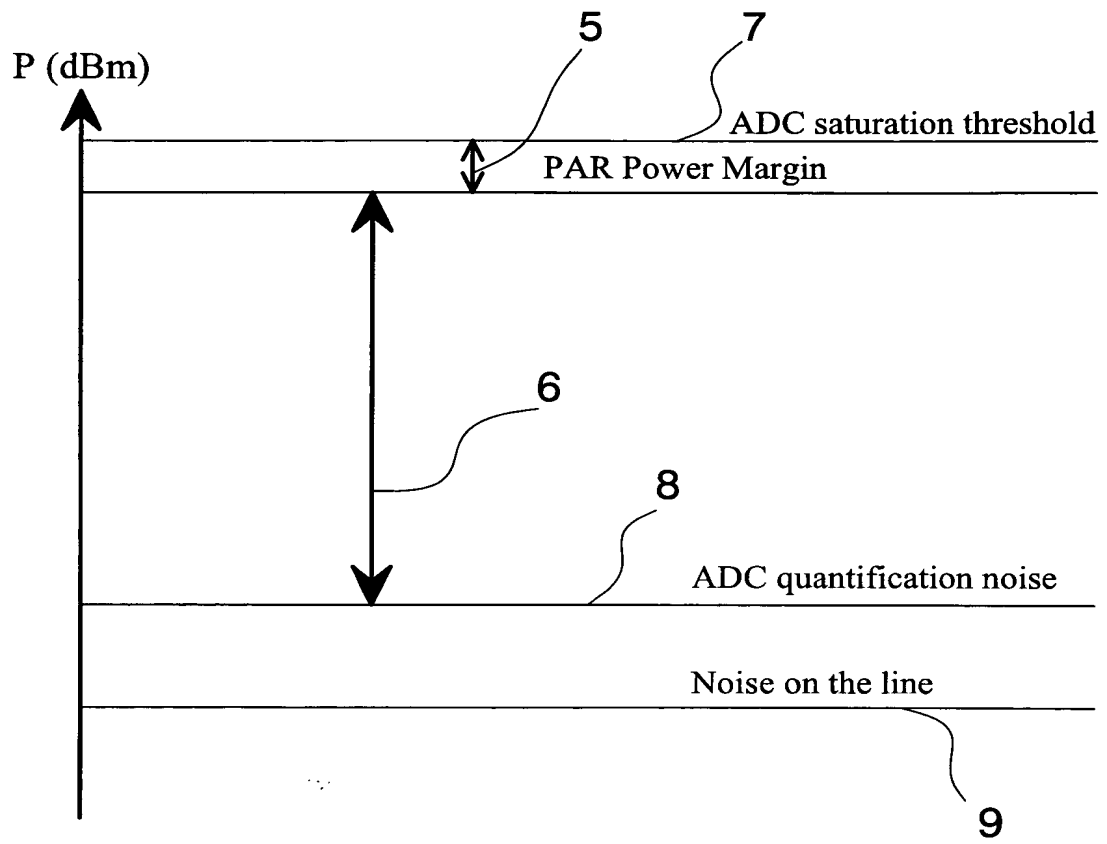 5
7
P (dBm)
ADC saturation threshold
PAR Power Margin
6
8
ADC quantification noise
Noise on the line
9